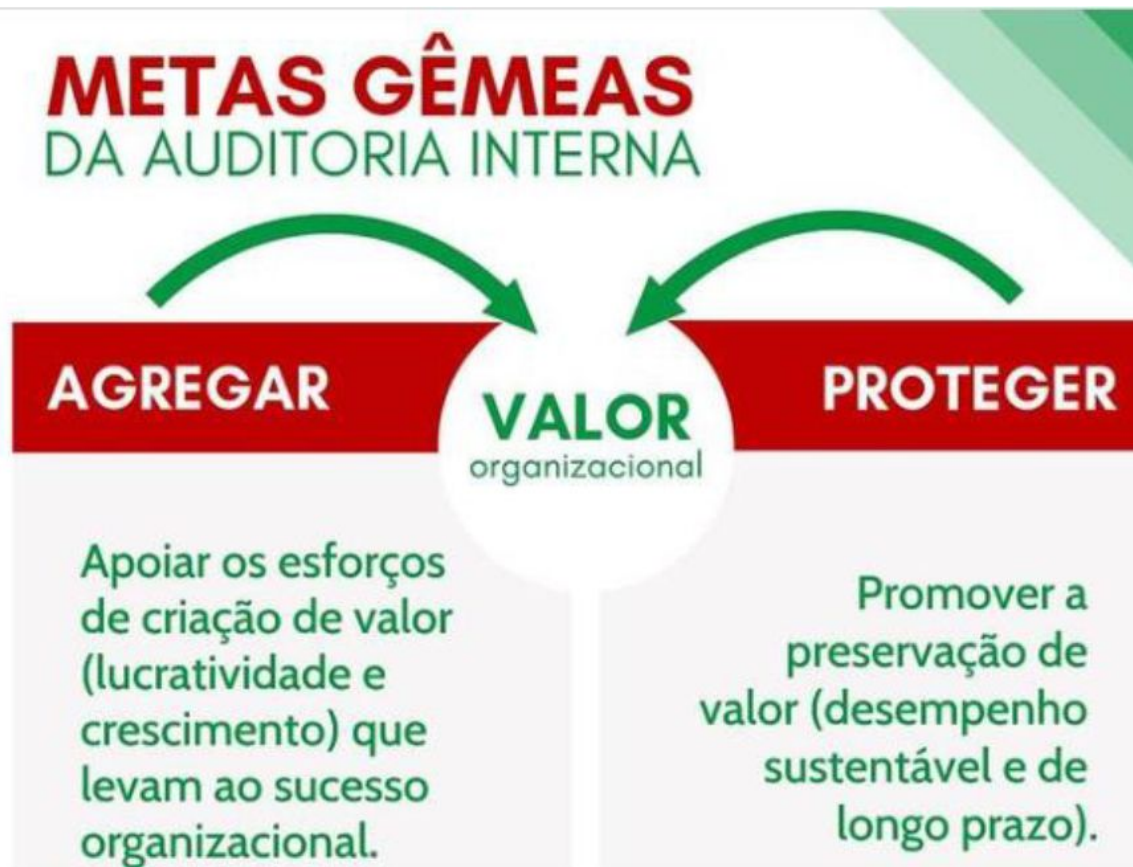 METAS GÊMEAS
DA AUDITORIA INTERNA
AGREGAR
VALOR
organizacional
PROTEGER
Apoiar os esforços
de criação de valor
(lucratividade e
crescimento) que
levam ao sucesso
organizacional.
Promover a
preservação de
valor (desempenho
sustentável e de
longo prazo).